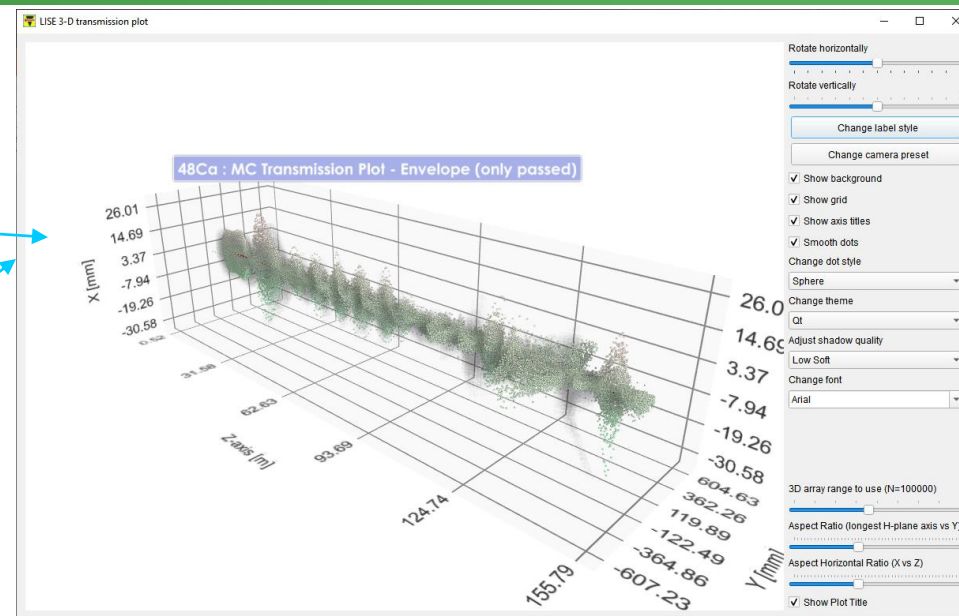 LISE 3-D transmission plot
48Ca : MC Transmission Plot - Envelope (only passed)
26.01
14.69
3.37
-7.94
-19.26
-30.58
X [mm]
0.52
31.58
62.63
93.69
124.74
155.79
Z-axis [m]
26.0
14.69
3.37
-7.94
-19.26
-30.58
604.63
362.26
119.89
-122.49
-364.86
-607.23
Y [mm]
Rotate horizontally
Rotate vertically
Change label style
Change camera preset
Show background
Show grid
Show axis titles
Smooth dots
Change dot style
Sphere
Change theme
Qt
Adjust shadow quality
Low Soft
Change font
Arial
3D array range to use (N=100000)
Aspect Ratio (longest H-plane axis vs Y)
Aspect Horizontal Ratio (X vs Z)
Show Plot Title